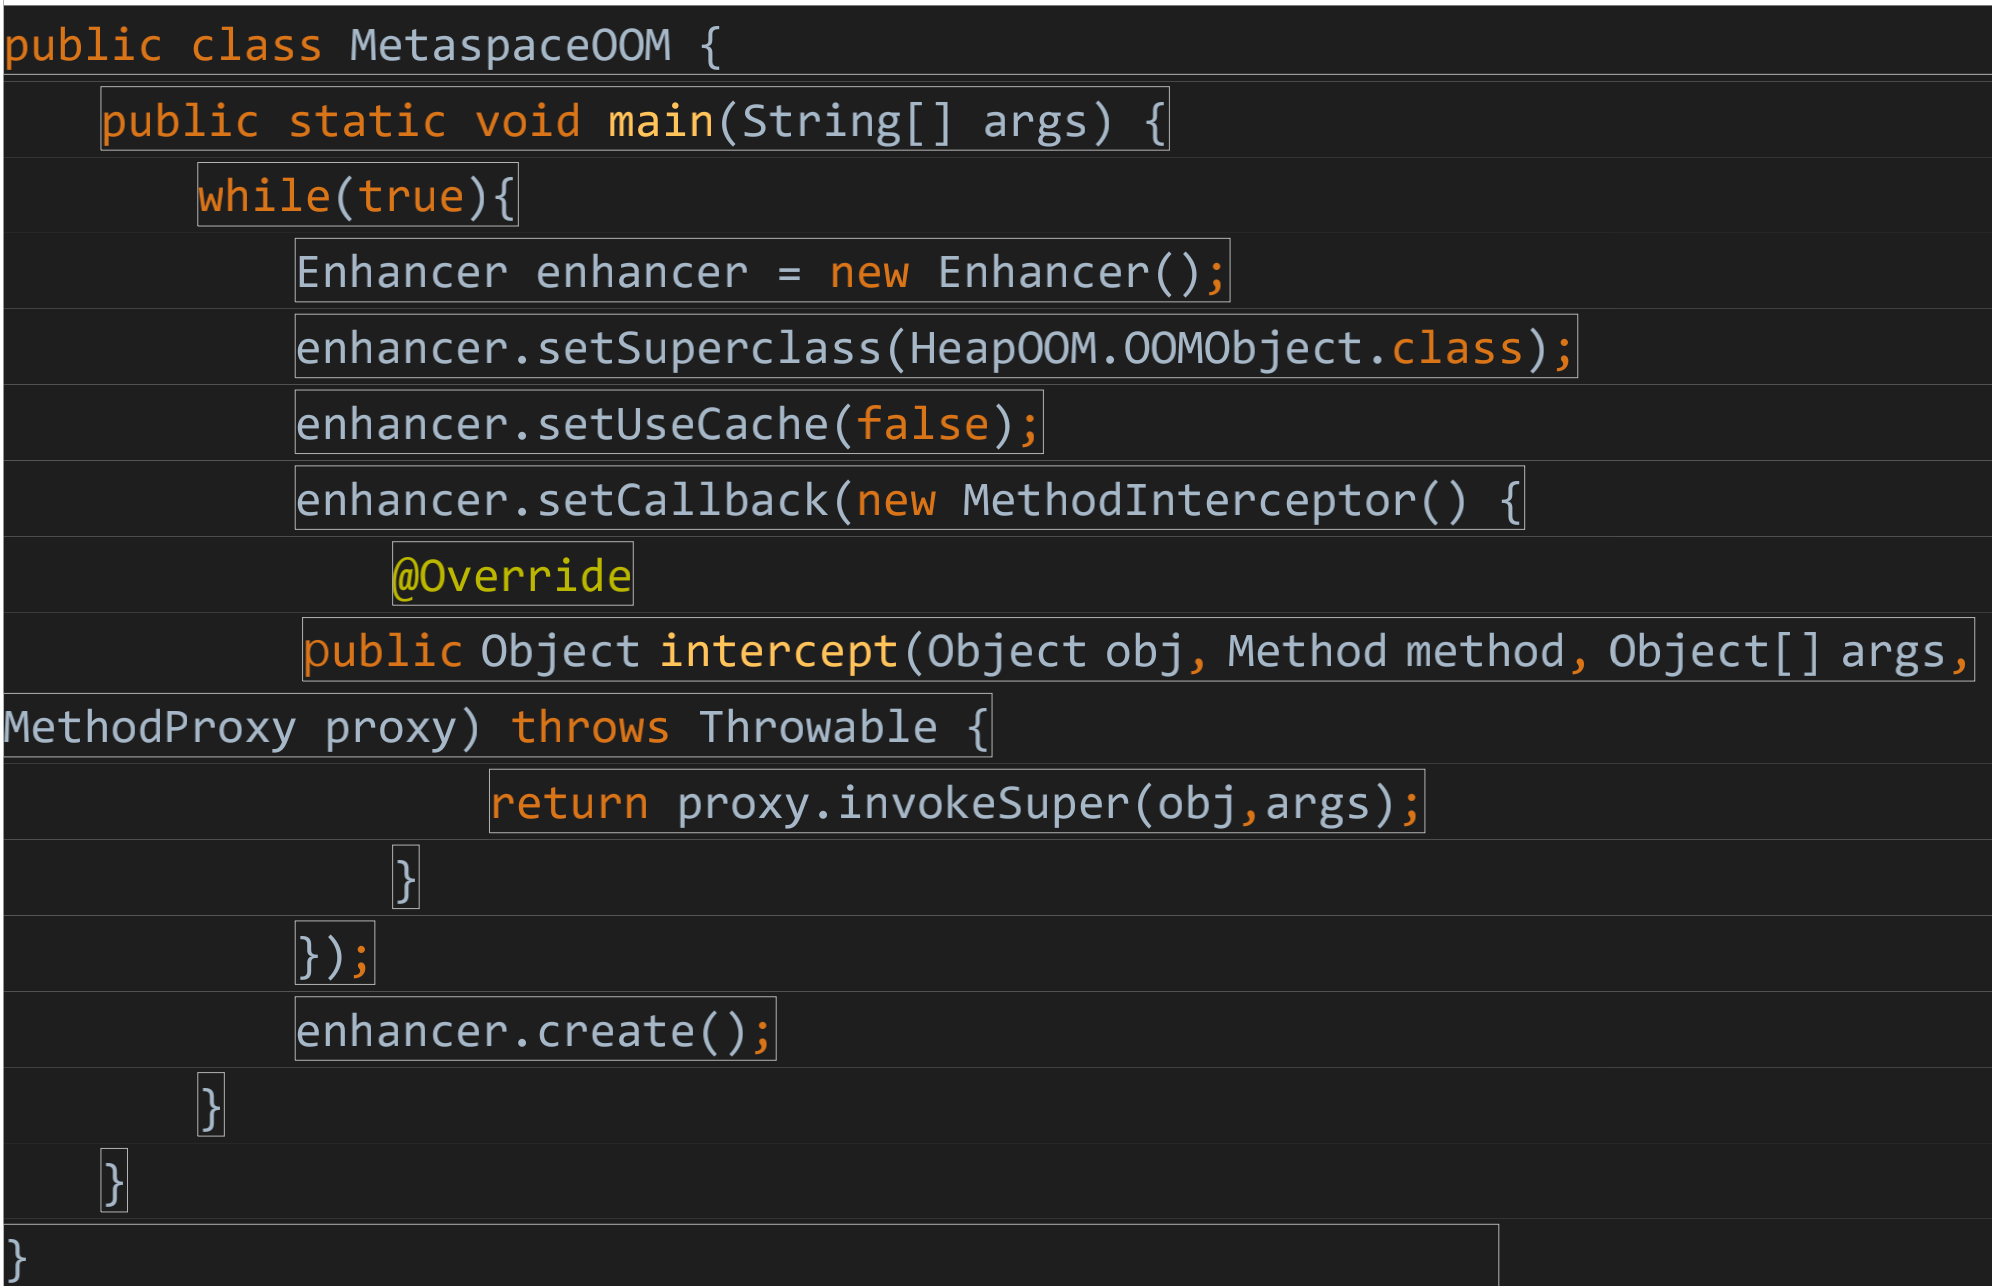 public class MetaspaceOOM {
public static void main(String[] args) {
while(true){
Enhancer enhancer = new Enhancer();
enhancer.setSuperclass(HeapOOM.OOMObject.class);
enhancer.setUseCache(false);
enhancer.setCallback(new MethodInterceptor() {
@Override
public Object intercept(Object obj, Method method, Object[] args,
MethodProxy proxy) throws Throwable {
return proxy.invokeSuper(obj,args);
}
});
enhancer.create();
}
}
}